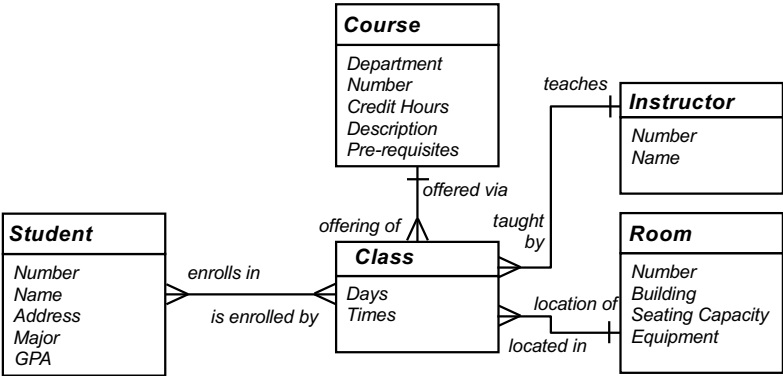 Course
Department
Number
Credit Hours
Description
Pre-requisites
teaches
Instructor
Number
Name
offered via
offering of
taught
by
Student
Number
Name
Address
Major
GPA
enrolls in
is enrolled by
Class
Days
Times
location of
located in
Room
Number
Building
Seating Capacity
Equipment